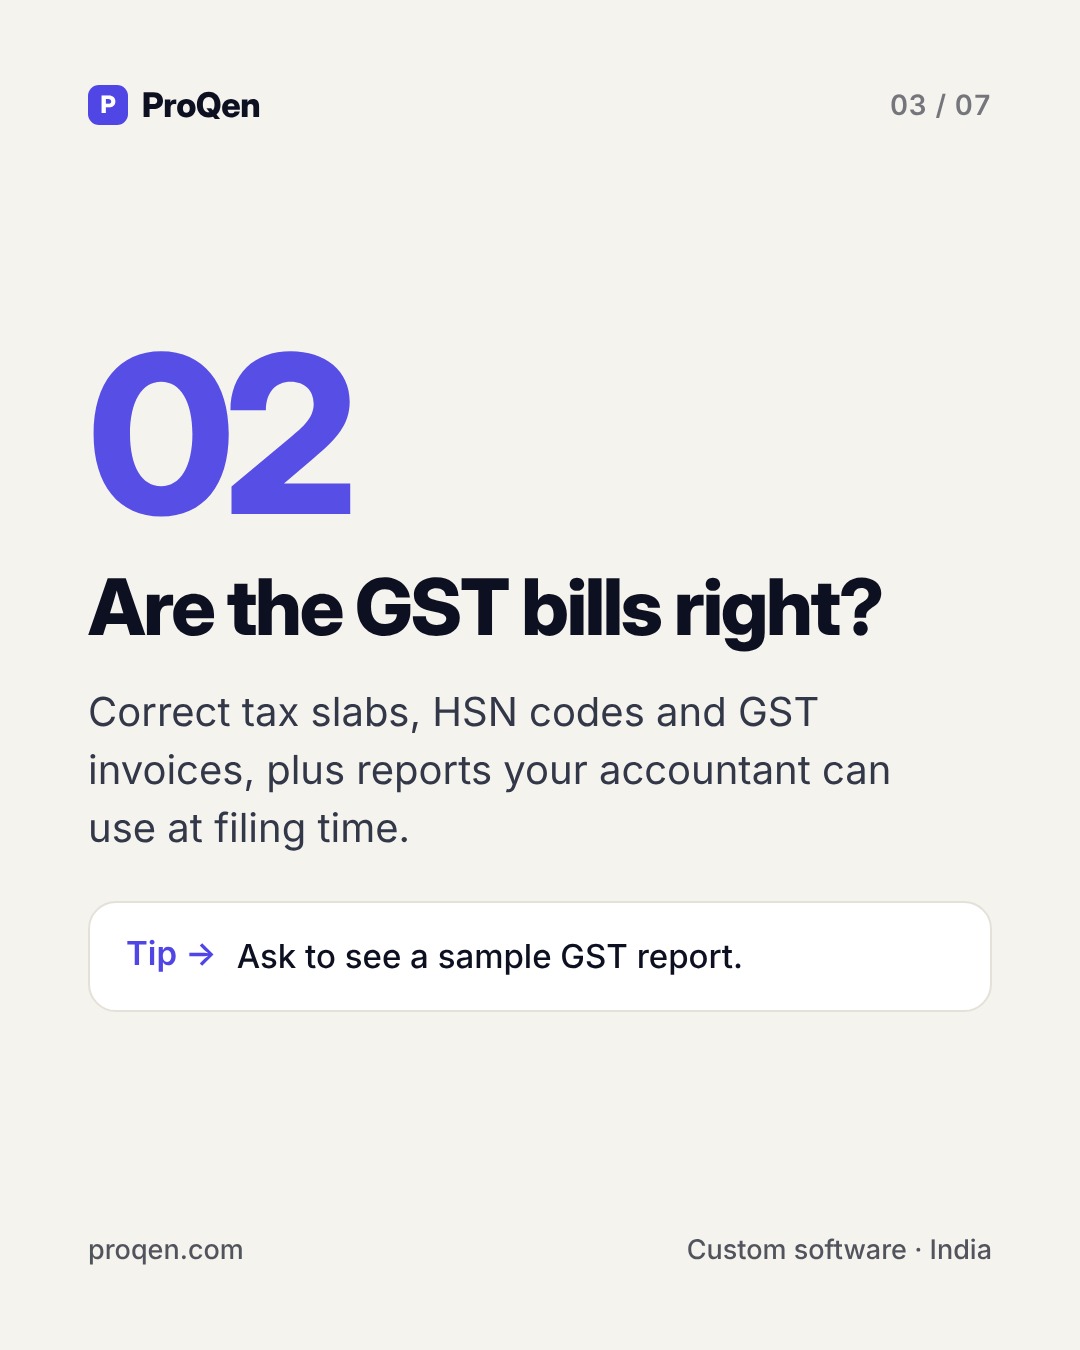 P ProQen
03 / 07
02
Are the GST bills right?
Correct tax slabs, HSN codes and GST
invoices, plus reports your accountant can
use at filing time.
Tip → Ask to see a sample GST report.
proqen.com
Custom software · India